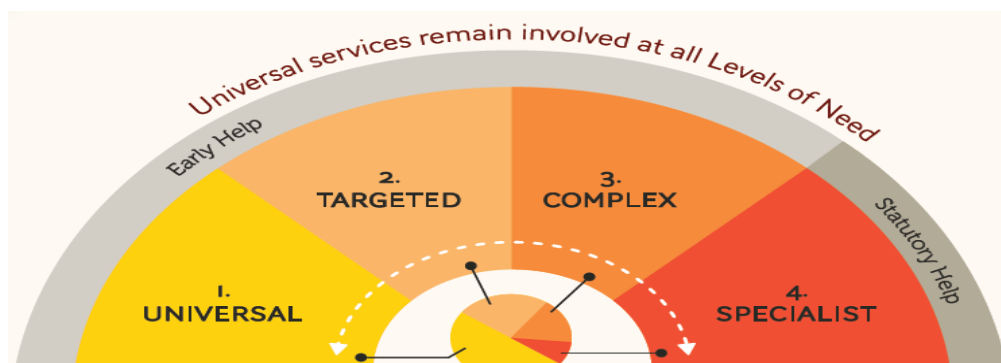 Universal services remain involved at all Levels of Need
Early Help
2.
TARGETED
3.
COMPLEX
1.
UNIVERSAL
4.
SPECIALIST
Statutory Help